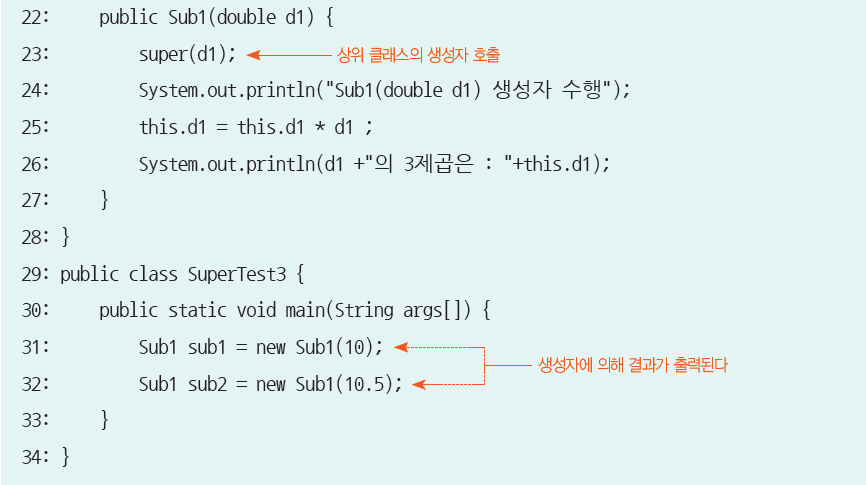 22:    public Sub1(double d1) {
23:        super(d1); 상위 클래스의 생성자 호출
24:        System.out.println("Sub1(double d1) 생성자 수행");
25:        this.d1 = this.d1 * d1 ;
26:        System.out.println(d1 +"의 3제곱은 : "+this.d1);
27:    }
28: }
29: public class SuperTest3 {
30:    public static void main(String args[]) {
31:        Sub1 sub1 = new Sub1(10);
생성자에 의해 결과가 출력된다
32:        Sub1 sub2 = new Sub1(10.5);
33:    }
34: }